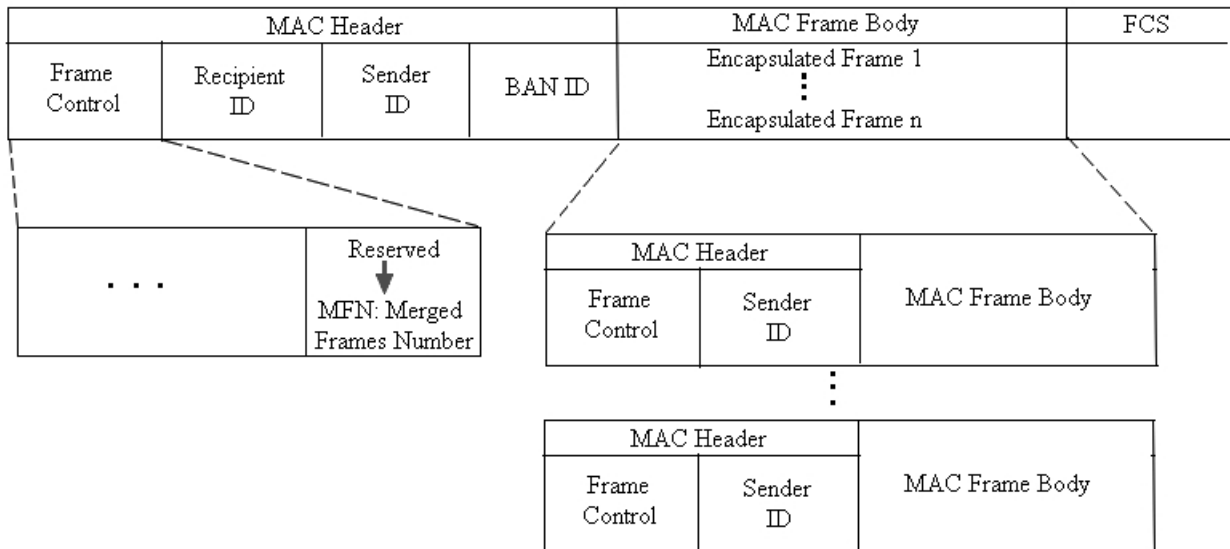 MAC Header
MAC Frame Body
FCS
Frame
Control
Recipient
ID
Sender
ID
BAN ID
Encapsulated Frame 1
⋮
Encapsulated Frame n
. . .
Reserved
MFN: Merged
Frames Number
MAC Header
Frame
Control
Sender
ID
MAC Frame Body
⋮
MAC Header
Frame
Control
Sender
ID
MAC Frame Body